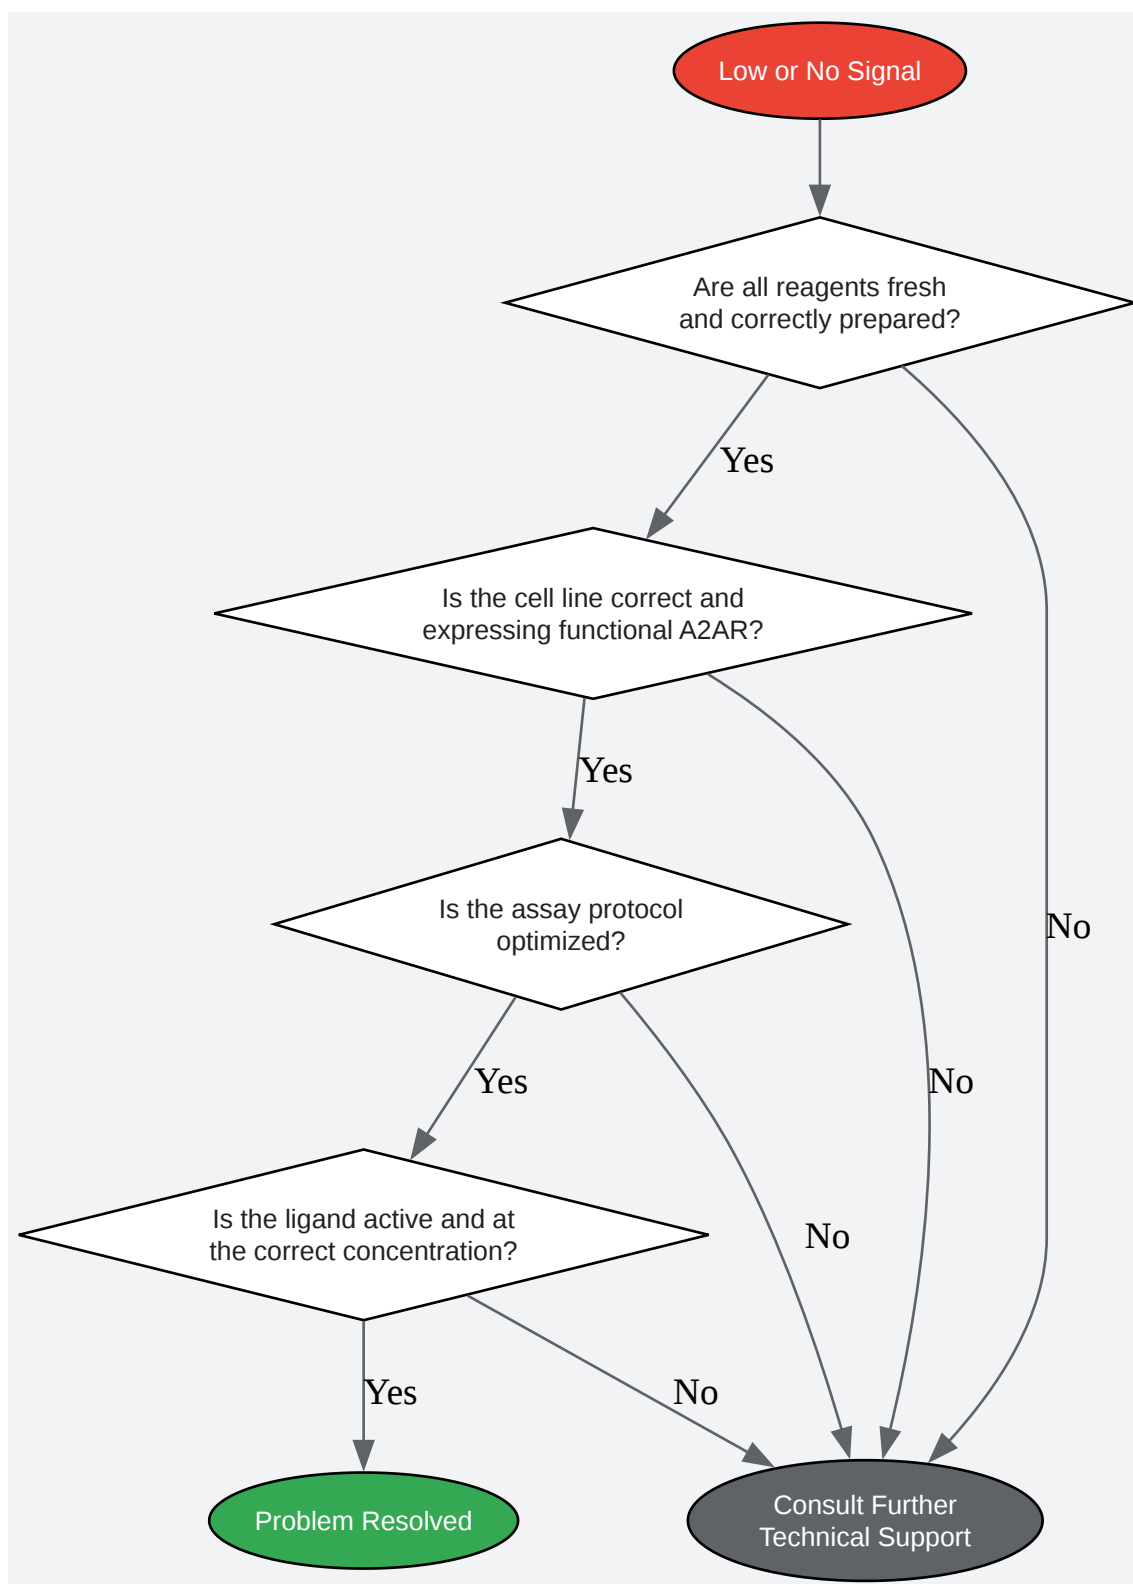 Low or No Signal
Are all reagents fresh
and correctly prepared?
Yes
Is the cell line correct and
expressing functional A2AR?
Yes
Is the assay protocol
optimized?
No
Yes
No
Is the ligand active and at
the correct concentration?
No
Yes
No
Problem Resolved
Consult Further
Technical Support